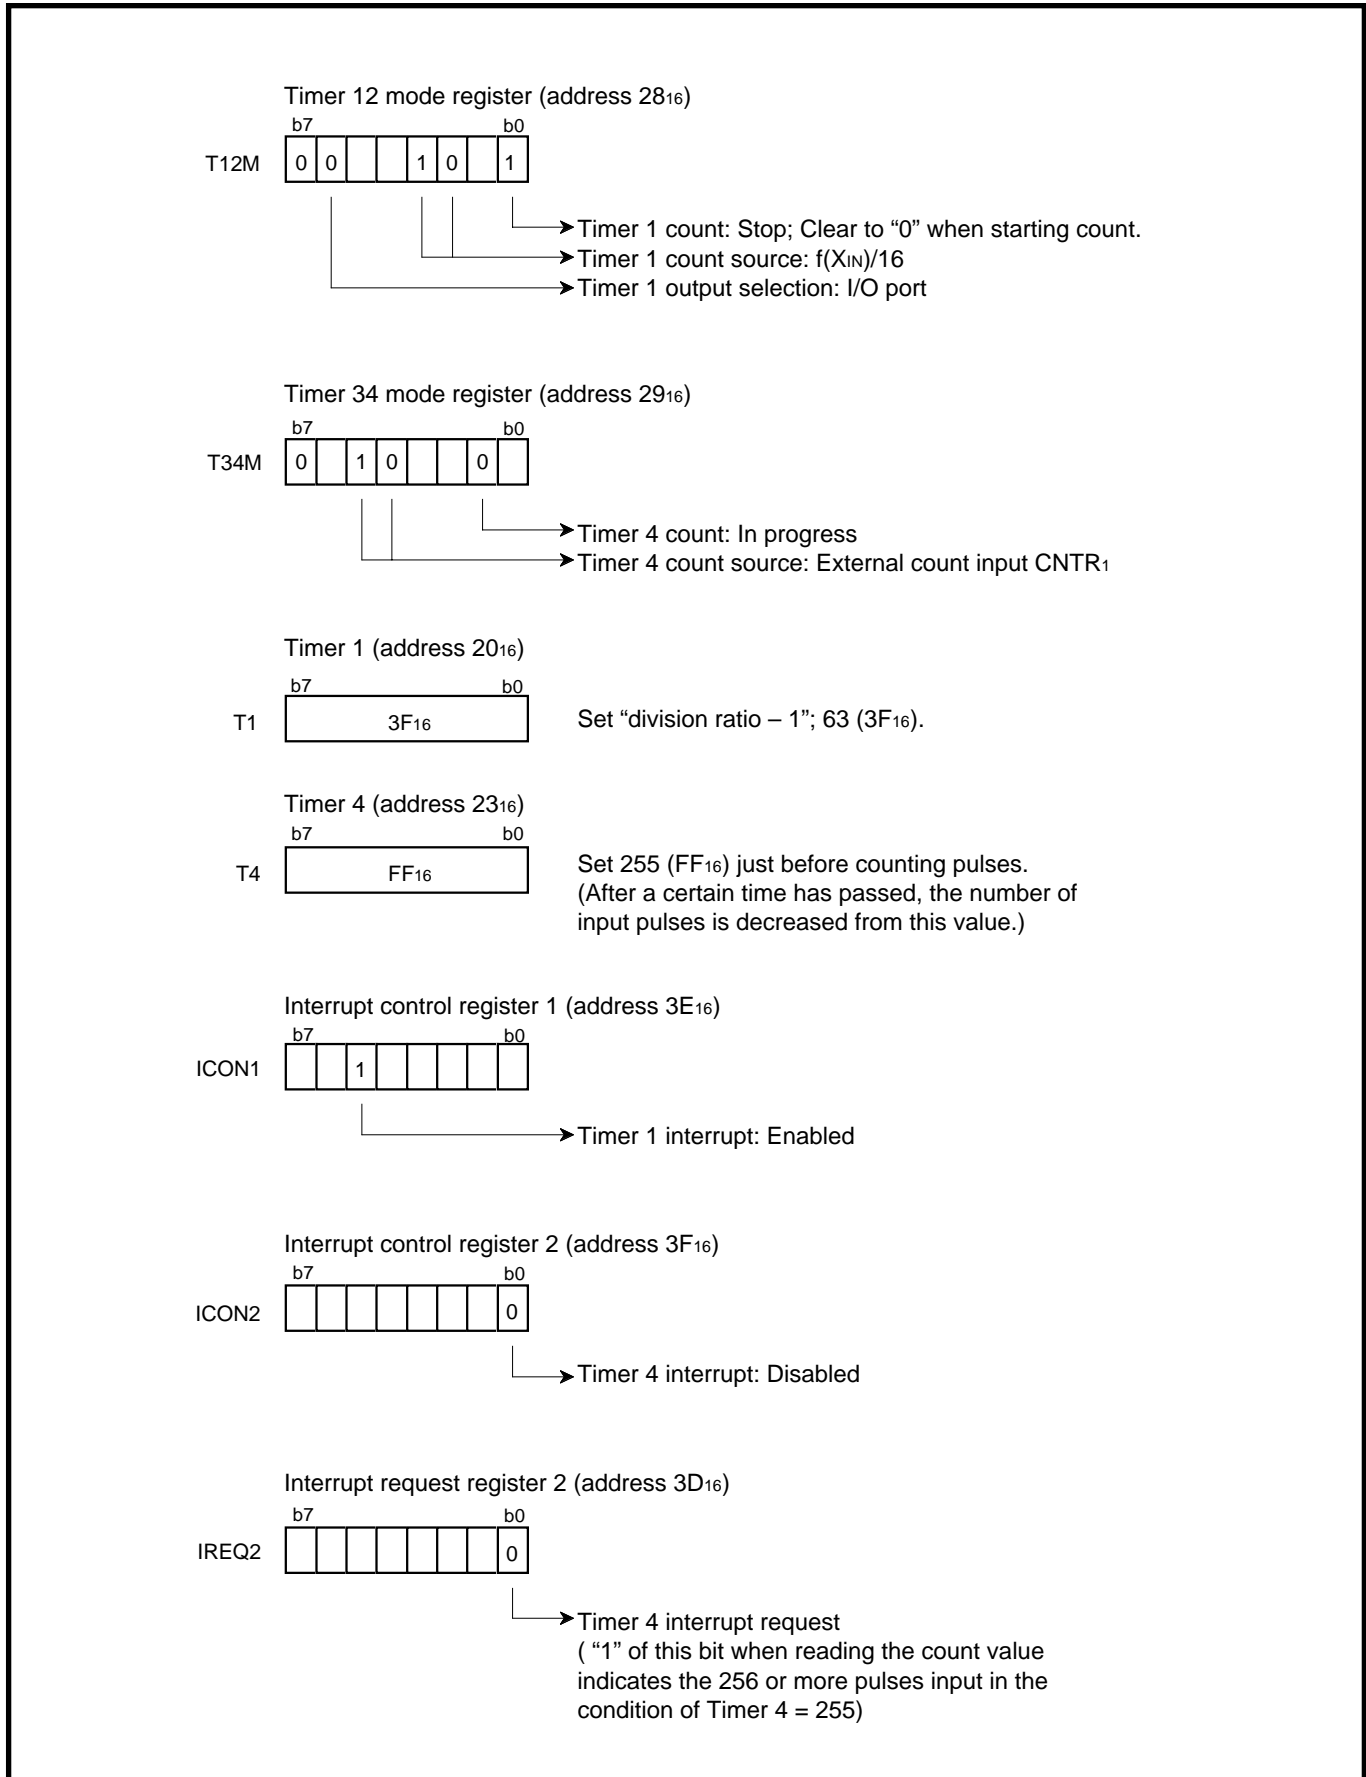 Timer 12 mode register (address 28₁₆)
b7 b0
T12M 0 0 1 0 1
Timer 1 count: Stop; Clear to “0” when starting count.
Timer 1 count source: f(XIN)/16
Timer 1 output selection: I/O port
Timer 34 mode register (address 29₁₆)
b7 b0
T34M 0 1 0 0
Timer 4 count: In progress
Timer 4 count source: External count input CNTR₁
Timer 1 (address 20₁₆)
b7 b0
T1 3F₁₆ Set “division ratio – 1”; 63 (3F₁₆).
Timer 4 (address 23₁₆)
b7 b0
T4 FF₁₆ Set 255 (FF₁₆) just before counting pulses.
(After a certain time has passed, the number of
input pulses is decreased from this value.)
Interrupt control register 1 (address 3E₁₆)
b7 b0
ICON1 1
Timer 1 interrupt: Enabled
Interrupt control register 2 (address 3F₁₆)
b7 b0
ICON2 0
Timer 4 interrupt: Disabled
Interrupt request register 2 (address 3D₁₆)
b7 b0
IREQ2 0
Timer 4 interrupt request
( “1” of this bit when reading the count value
indicates the 256 or more pulses input in the
condition of Timer 4 = 255)